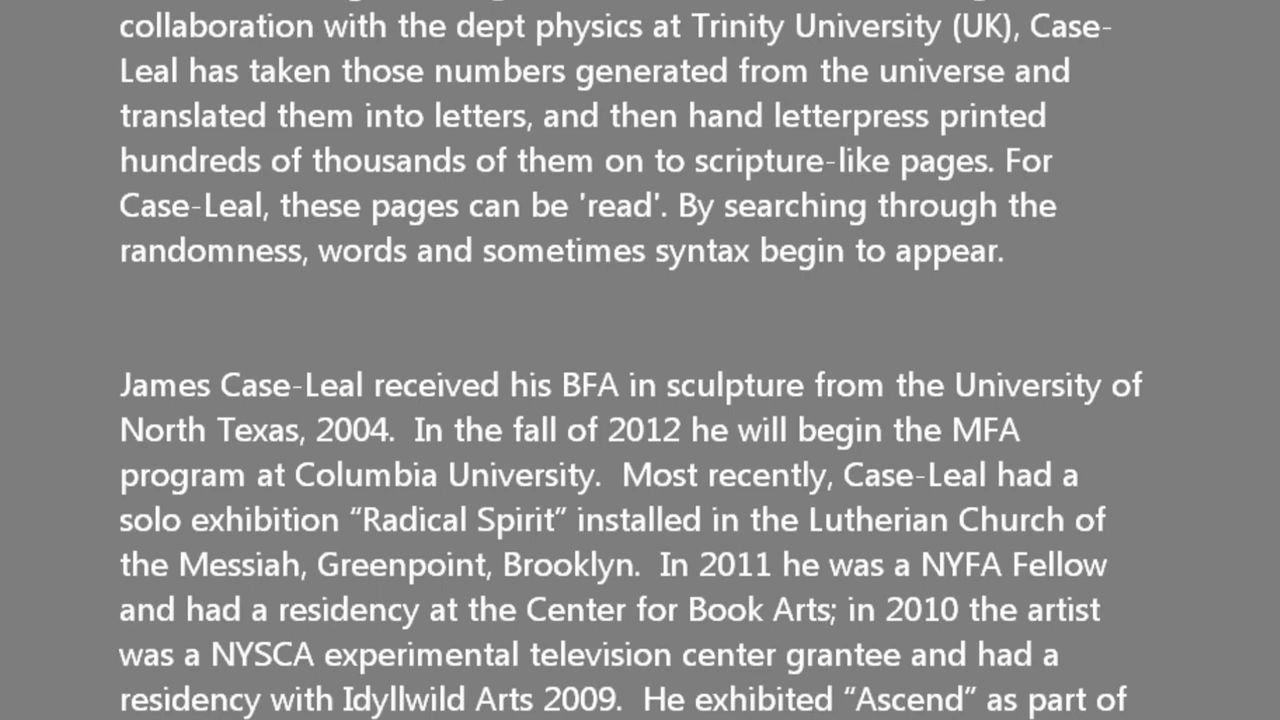 collaboration with the dept physics at Trinity University (UK), Case-
Leal has taken those numbers generated from the universe and
translated them into letters, and then hand letterpress printed
hundreds of thousands of them on to scripture-like pages. For
Case-Leal, these pages can be 'read'. By searching through the
randomness, words and sometimes syntax begin to appear.
James Case-Leal received his BFA in sculpture from the University of
North Texas, 2004.  In the fall of 2012 he will begin the MFA
program at Columbia University.  Most recently, Case-Leal had a
solo exhibition “Radical Spirit” installed in the Lutherian Church of
the Messiah, Greenpoint, Brooklyn.  In 2011 he was a NYFA Fellow
and had a residency at the Center for Book Arts; in 2010 the artist
was a NYSCA experimental television center grantee and had a
residency with Idyllwild Arts 2009.  He exhibited “Ascend” as part of